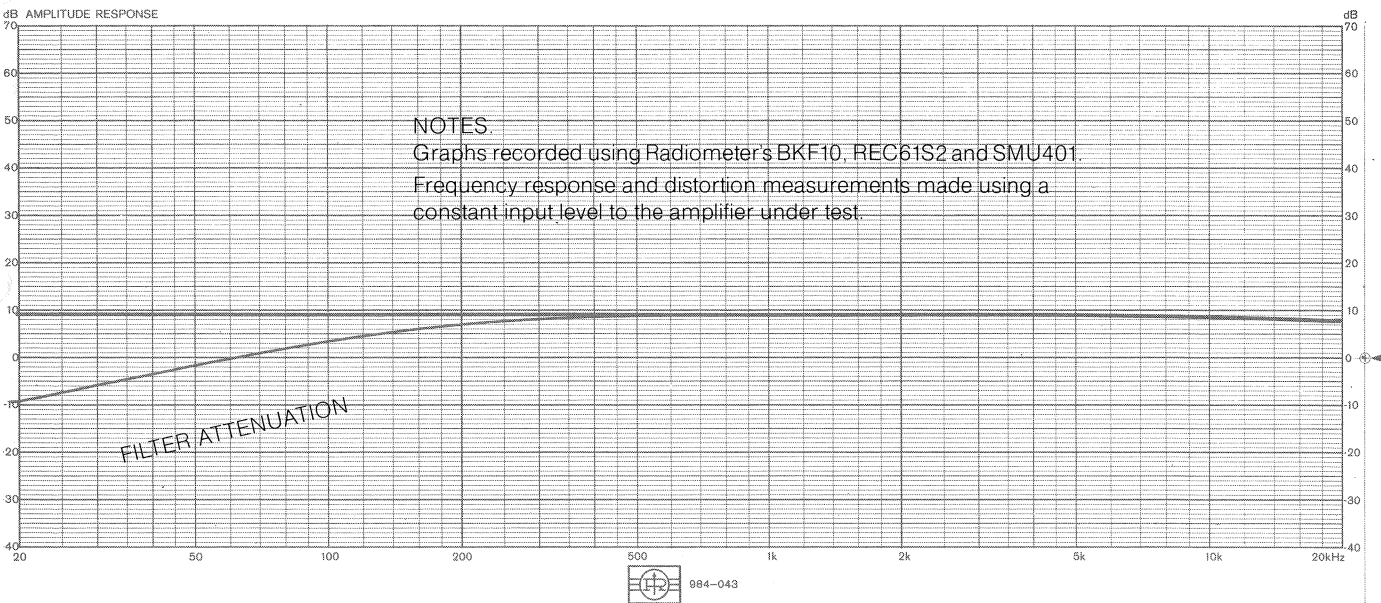 dB AMPLITUDE RESPONSE dB
70 70
60 60
NOTES.
50 50
Graphs recorded using Radiometer's BKF10, REC61S2 and SMU401.
40 40
Frequency response and distortion measurements made using a
30 constant input level to the amplifier under test. 30
20 20
10 10
0 0
-10 -10
FILTER ATTENUATION
-20 -20
-30 -30
-40 -40
20 50 100 200 500 1k 2k 5k 10k 20kHz
984-043